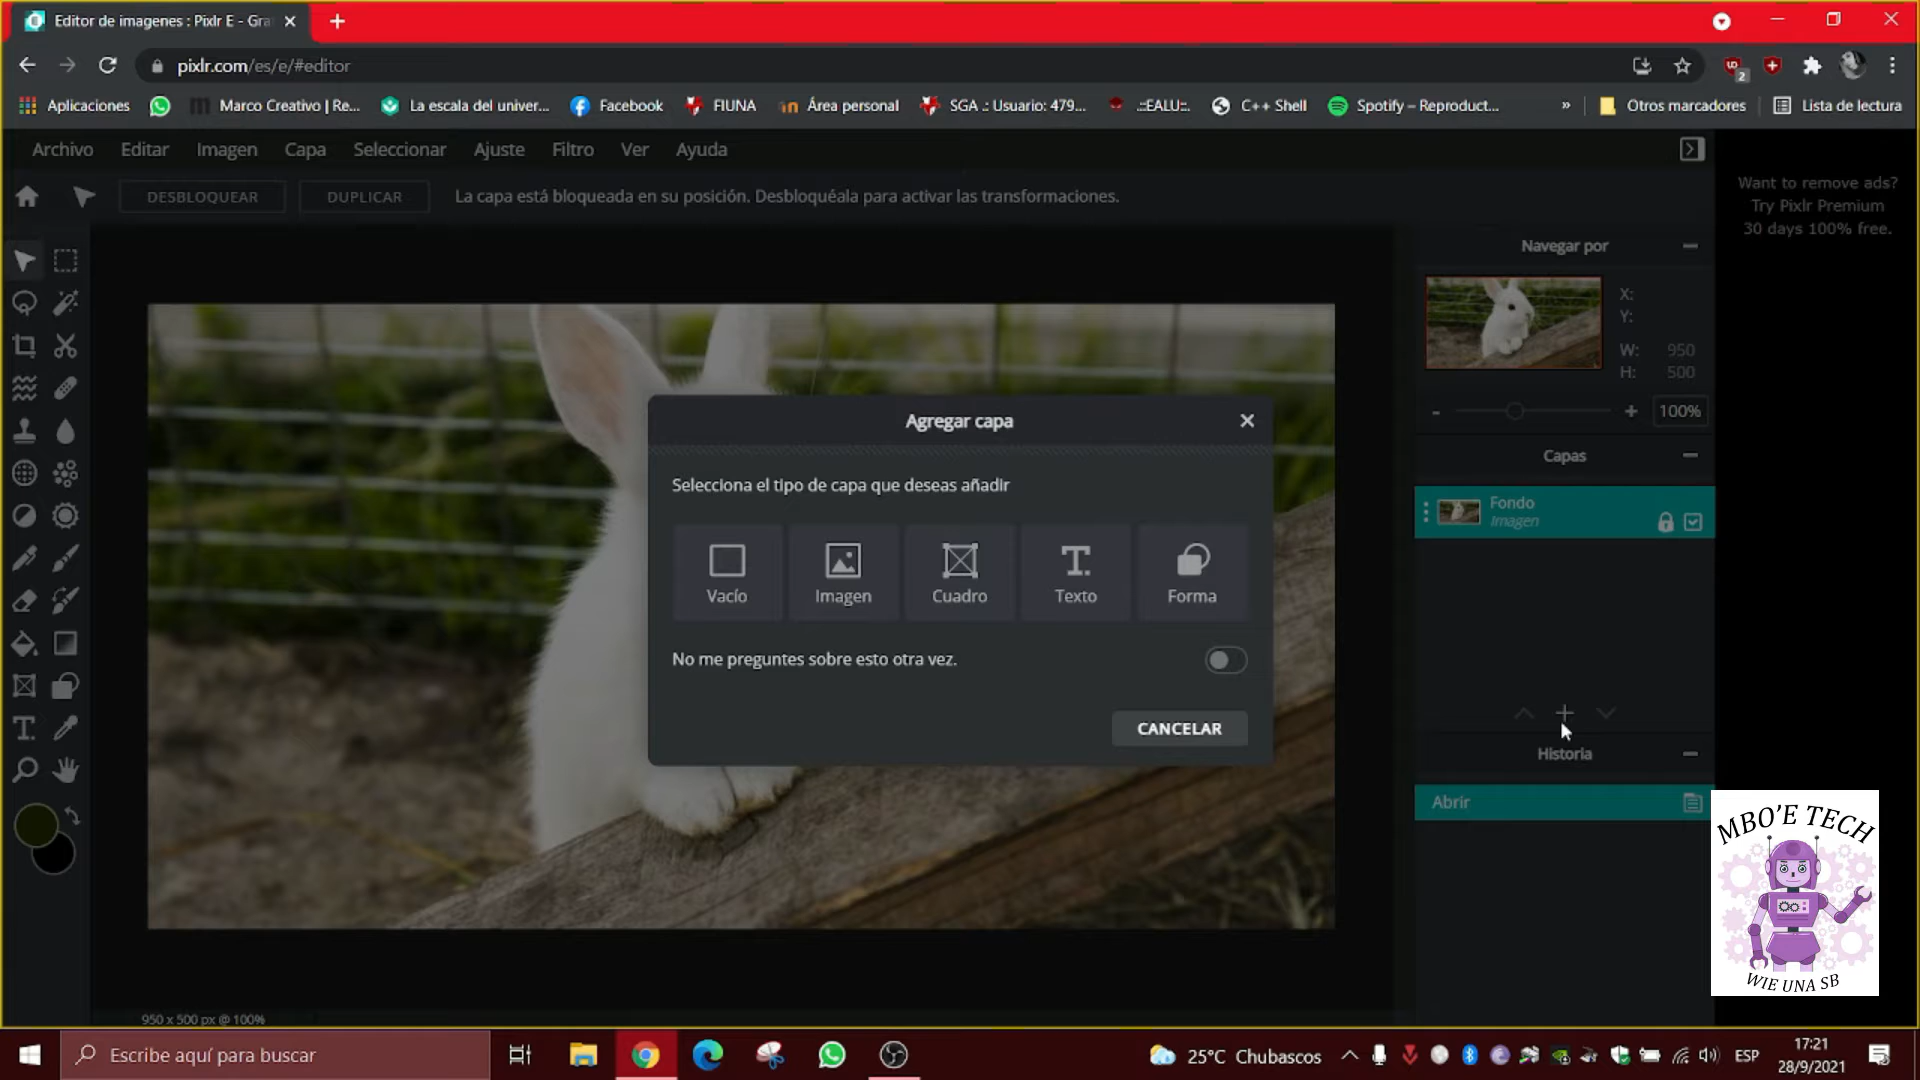 Editor de imagenes : Pixlr E - Gra
pixlr.com/es/e/#editor
2
Aplicaciones
Marco Creativo | Re...
La escala del univer...
Facebook
FIUNA
Área personal
SGA .: Usuario: 479...
.::EALU::.
C++ Shell
Spotify – Reproduct...
»
Otros marcadores
Lista de lectura
Archivo Editar Imagen Capa Seleccionar Ajuste Filtro Ver Ayuda
DESBLOQUEAR DUPLICAR La capa está bloqueada en su posición. Desbloquéala para activar las transformaciones.
Want to remove ads?
Try Pixlr Premium
30 days 100% free.
Navegar por
X:
Y:
W: 950
H: 500
- + 100%
Capas
Fondo
Imagen
Agregar capa
Selecciona el tipo de capa que deseas añadir
Vacío Imagen Cuadro Texto Forma
No me preguntes sobre esto otra vez.
CANCELAR
Historia
Abrir
MBO'E TECH
WIE UNA SB
950 x 500 px @ 100%
Escribe aquí para buscar
25°C Chubascos
ESP
17:21
28/9/2021